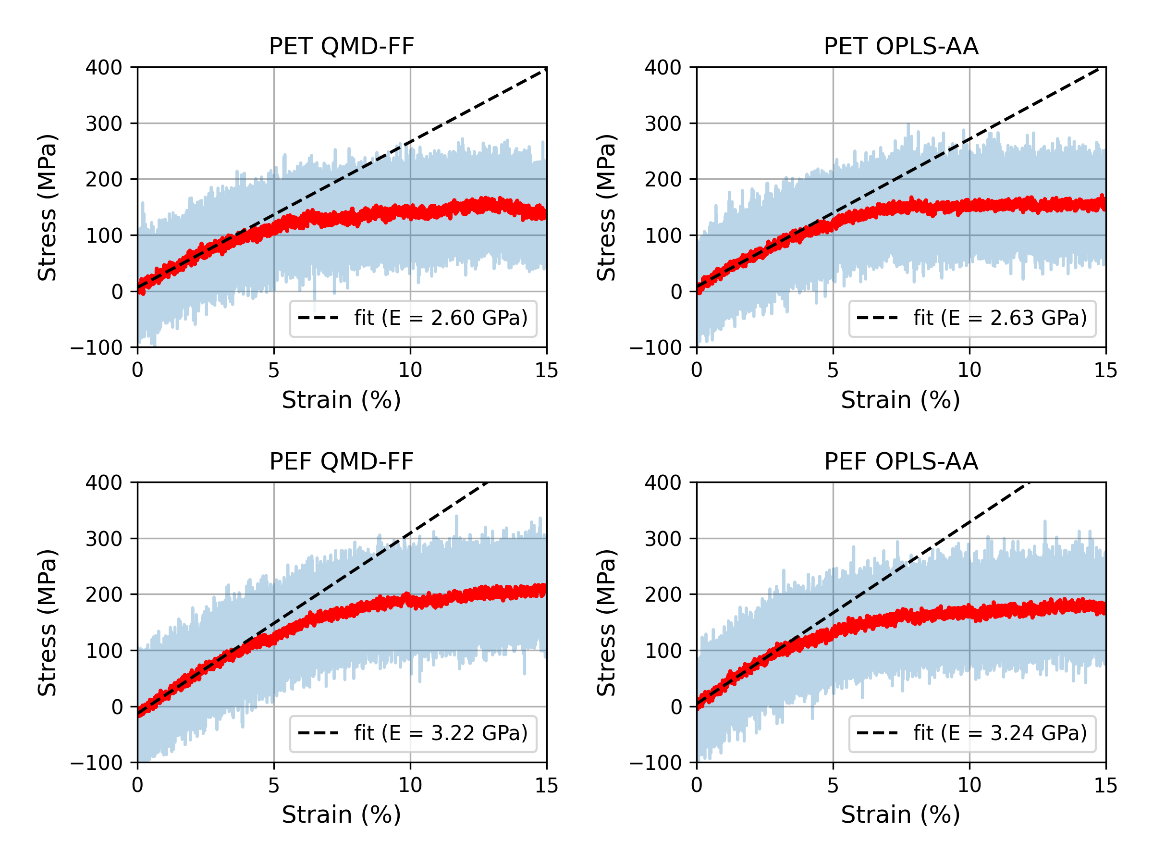 PET QMD-FF
400
300
200
100
0
−100
Stress (MPa)
fit (E = 2.60 GPa)
0 5 10 15
Strain (%)
PET OPLS-AA
400
300
200
100
0
−100
Stress (MPa)
fit (E = 2.63 GPa)
0 5 10 15
Strain (%)
PEF QMD-FF
400
300
200
100
0
−100
Stress (MPa)
fit (E = 3.22 GPa)
0 5 10 15
Strain (%)
PEF OPLS-AA
400
300
200
100
0
−100
Stress (MPa)
fit (E = 3.24 GPa)
0 5 10 15
Strain (%)